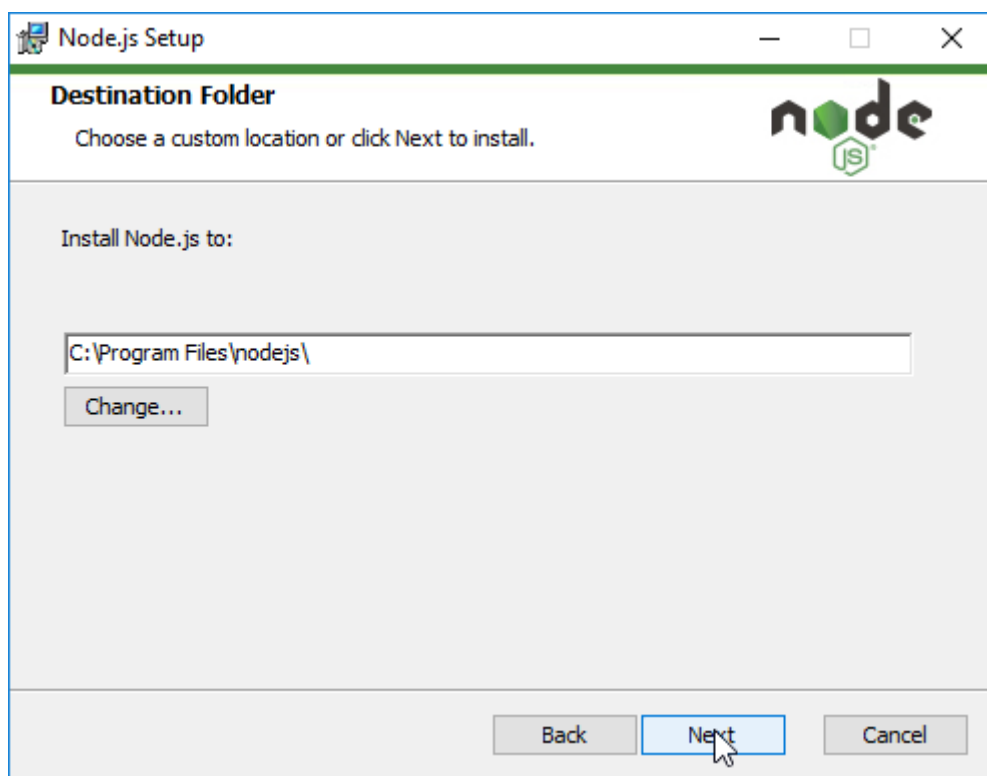 Node.js Setup
Destination Folder
Choose a custom location or click Next to install.
node
JS®
Install Node.js to:
C:\Program Files\nodejs\
Change...
Back Next Cancel